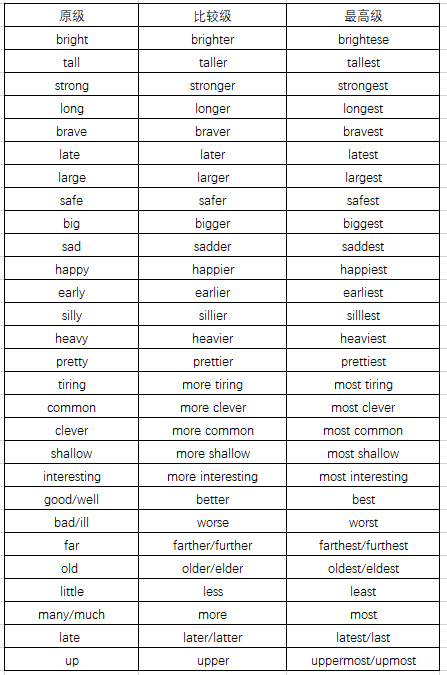 原级 比较级 最高级
bright brighter brightese
tall taller tallest
strong stronger strongest
long longer longest
brave braver bravest
late later latest
large larger largest
safe safer safest
big bigger biggest
sad sadder saddest
happy happier happiest
early earlier earliest
silly sillier silllest
heavy heavier heaviest
pretty prettier prettiest
tiring more tiring most tiring
common more clever most clever
clever more common most common
shallow more shallow most shallow
interesting more interesting most interesting
good/well better best
bad/ill worse worst
far farther/further farthest/furthest
old older/elder oldest/eldest
little less least
many/much more most
late later/latter latest/last
up upper uppermost/upmost